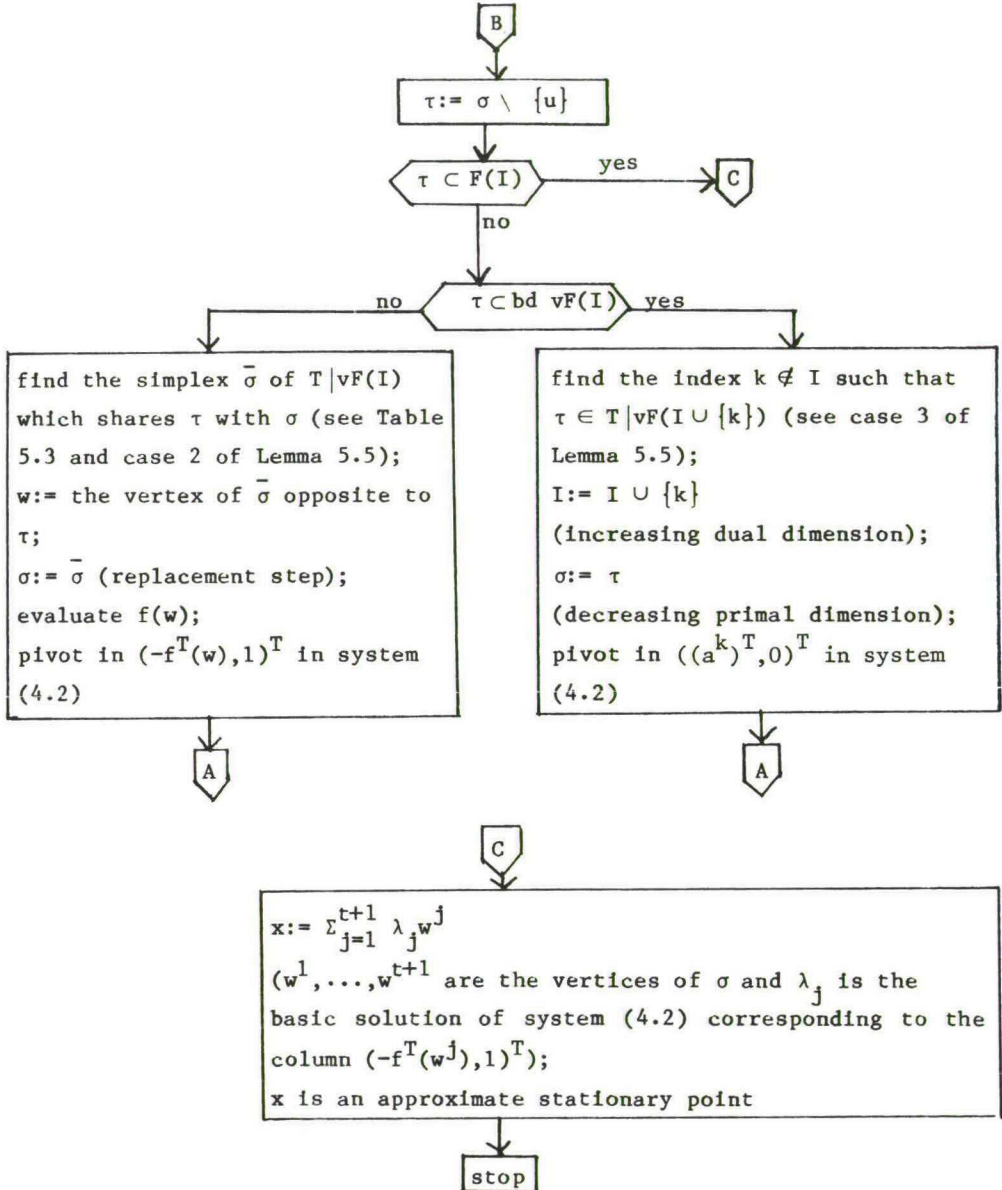 B
τ:= σ \ {u}
τ ⊂ F(I)
yes
C
no
no
τ ⊂ bd vF(I)
yes
find the simplex σ̄ of T|vF(I)
which shares τ with σ (see Table
5.3 and case 2 of Lemma 5.5);
w:= the vertex of σ̄ opposite to
τ;
σ:= σ̄ (replacement step);
evaluate f(w);
pivot in (-f^T(w),1)^T in system
(4.2)
A
find the index k ∉ I such that
τ ∈ T|vF(I ∪ {k}) (see case 3 of
Lemma 5.5);
I:= I ∪ {k}
(increasing dual dimension);
σ:= τ
(decreasing primal dimension);
pivot in ((a^k)^T,0)^T in system
(4.2)
A
C
x:= Σ_{j=1}^{t+1} λ_j w^j
(w^1,...,w^{t+1} are the vertices of σ and λ_j is the
basic solution of system (4.2) corresponding to the
column (-f^T(w^j),1)^T);
x is an approximate stationary point
stop